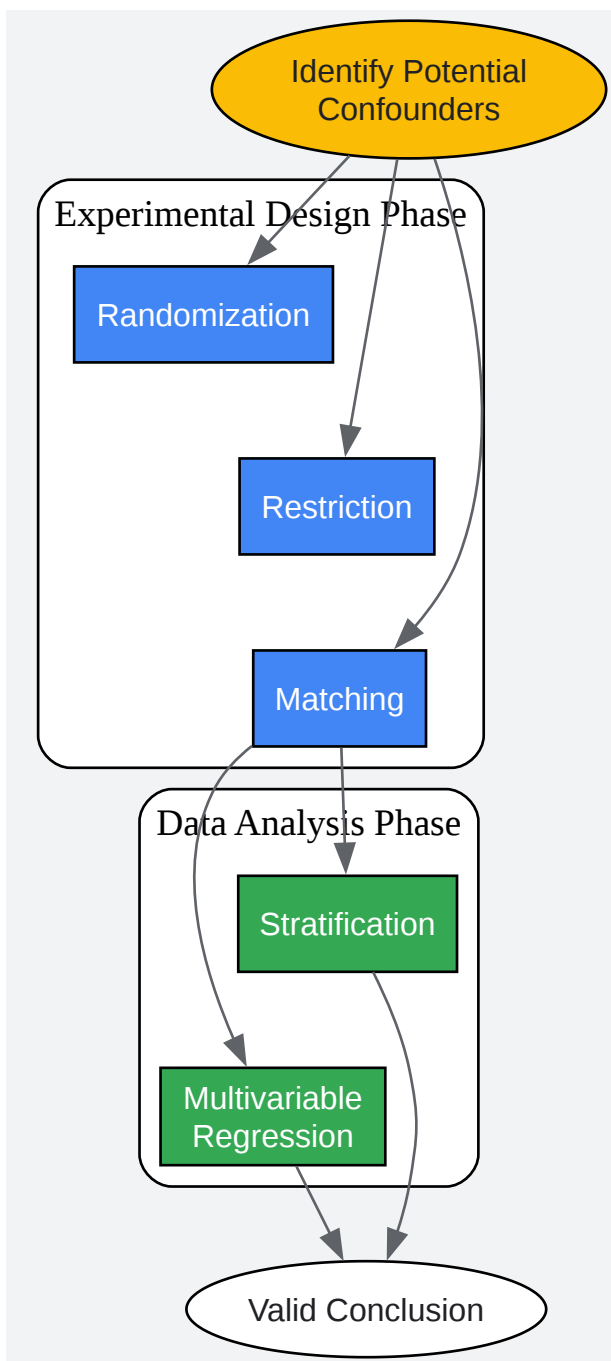 Identify Potential
Confounders
Experimental Design Phase
Randomization
Restriction
Matching
Data Analysis Phase
Stratification
Multivariable
Regression
Valid Conclusion